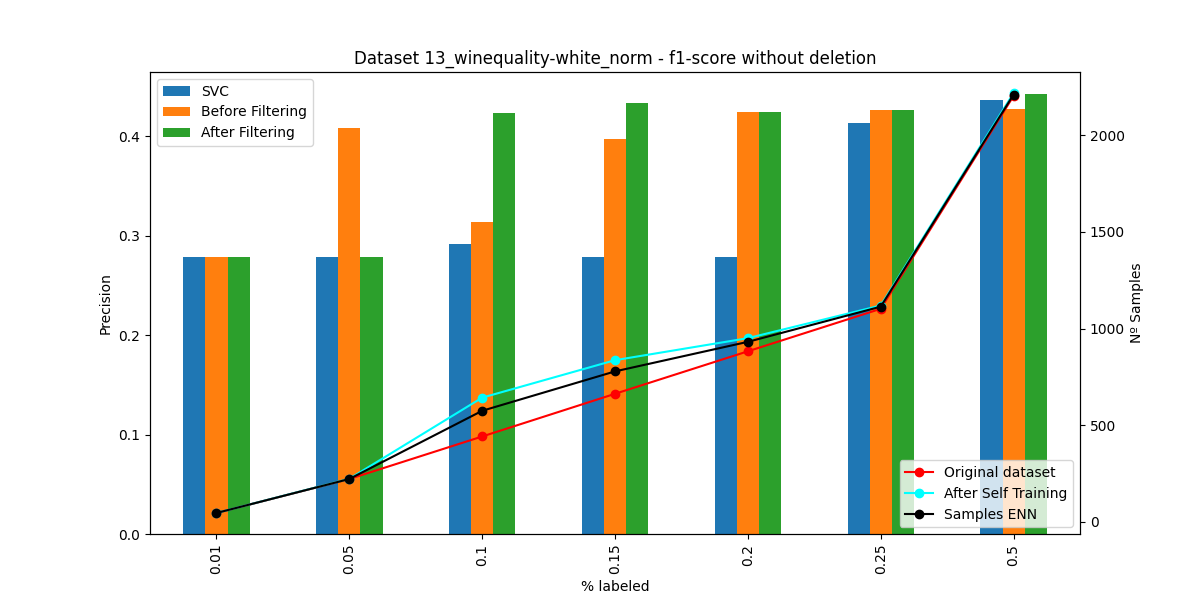 Dataset 13_winequality-white_norm - f1-score without deletion
SVC
Before Filtering
After Filtering
0.4
0.3
0.2
0.1
0.0
Precision
2000
1500
1000
500
0
Nº Samples
Original dataset
After Self Training
Samples ENN
0.01
0.05
0.1
0.15
0.2
0.25
0.5
% labeled